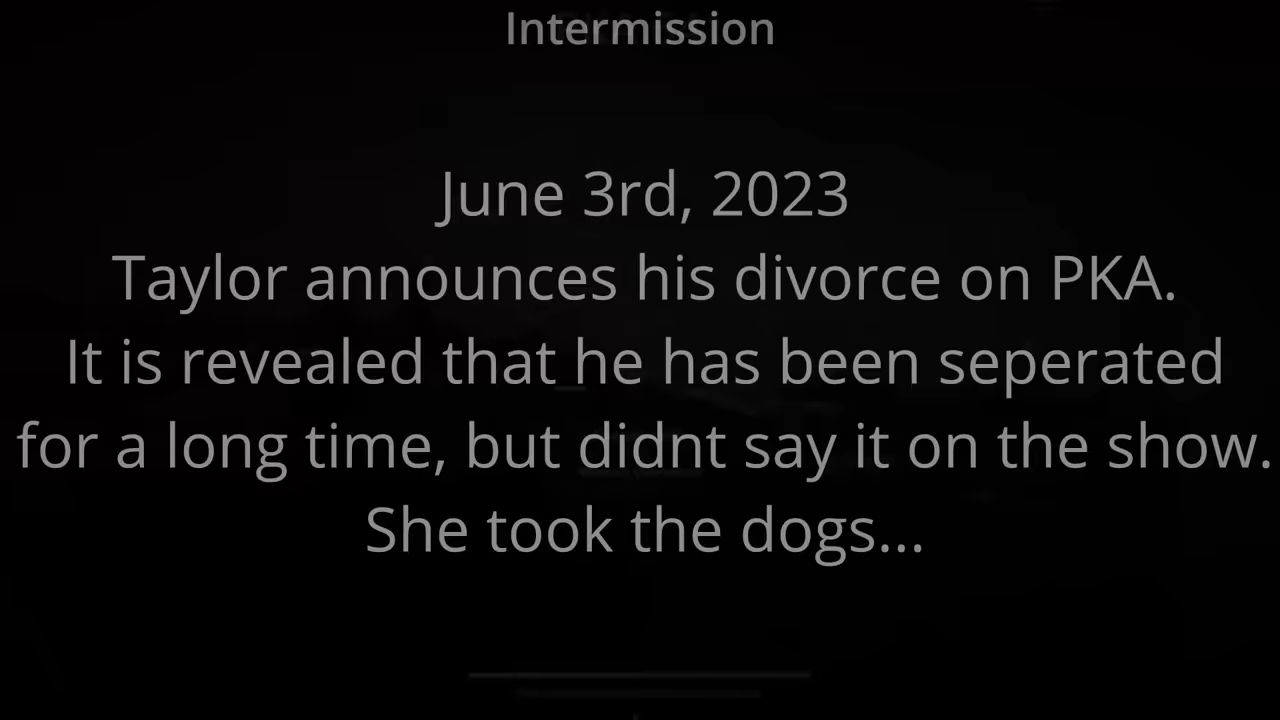 Intermission
June 3rd, 2023
Taylor announces his divorce on PKA.
It is revealed that he has been seperated
for a long time, but didnt say it on the show.
She took the dogs...